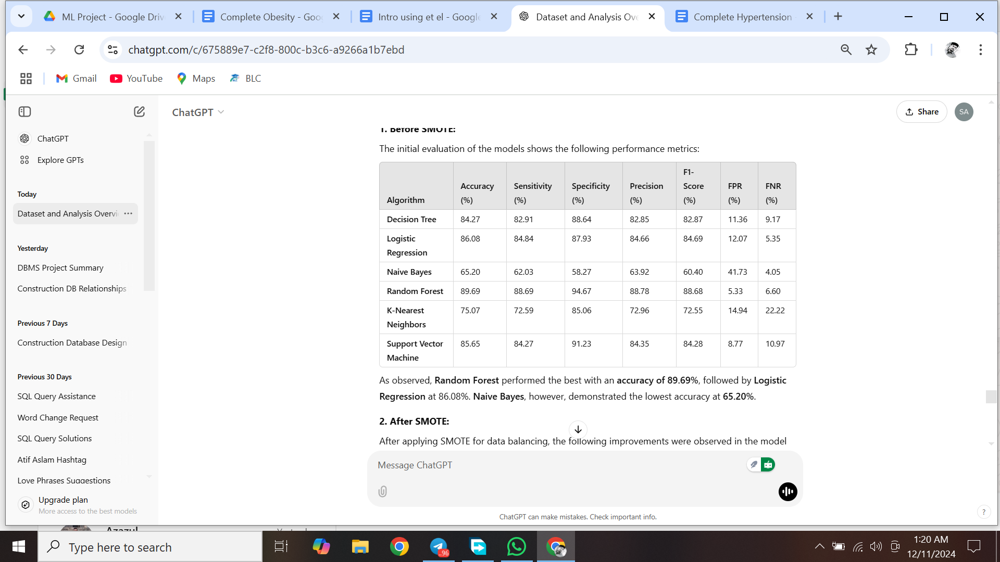 ML Project - Google Driv
Complete Obesity - Goo
Intro using et el - Google
Dataset and Analysis Ove
Complete Hypertension
chatgpt.com/c/675889e7-c2f8-800c-b3c6-a9266a1b7ebd
Gmail
YouTube
Maps
BLC
ChatGPT
Explore GPTs
Today
Dataset and Analysis Overvi
Yesterday
DBMS Project Summary
Construction DB Relationships
Previous 7 Days
Construction Database Design
Previous 30 Days
SQL Query Assistance
Word Change Request
SQL Query Solutions
Atif Aslam Hashtag
Love Phrases Suggestions
Upgrade plan
More access to the best models
ChatGPT
Share
SA
1. Before SMOTE:
The initial evaluation of the models shows the following performance metrics:
Algorithm Accuracy (%) Sensitivity (%) Specificity (%) Precision (%) F1-Score (%) FPR (%) FNR (%)
Decision Tree 84.27 82.91 88.64 82.85 82.87 11.36 9.17
Logistic Regression 86.08 84.84 87.93 84.66 84.69 12.07 5.35
Naive Bayes 65.20 62.03 58.27 63.92 60.40 41.73 4.05
Random Forest 89.69 88.69 94.67 88.78 88.68 5.33 6.60
K-Nearest Neighbors 75.07 72.59 85.06 72.96 72.55 14.94 22.22
Support Vector Machine 85.65 84.27 91.23 84.35 84.28 8.77 10.97
As observed, Random Forest performed the best with an accuracy of 89.69%, followed by Logistic
Regression at 86.08%. Naive Bayes, however, demonstrated the lowest accuracy at 65.20%.
2. After SMOTE:
After applying SMOTE for data balancing, the following improvements were observed in the model
Message ChatGPT
ChatGPT can make mistakes. Check important info.
?
Azazul
Type here to search
96
1:20 AM
12/11/2024